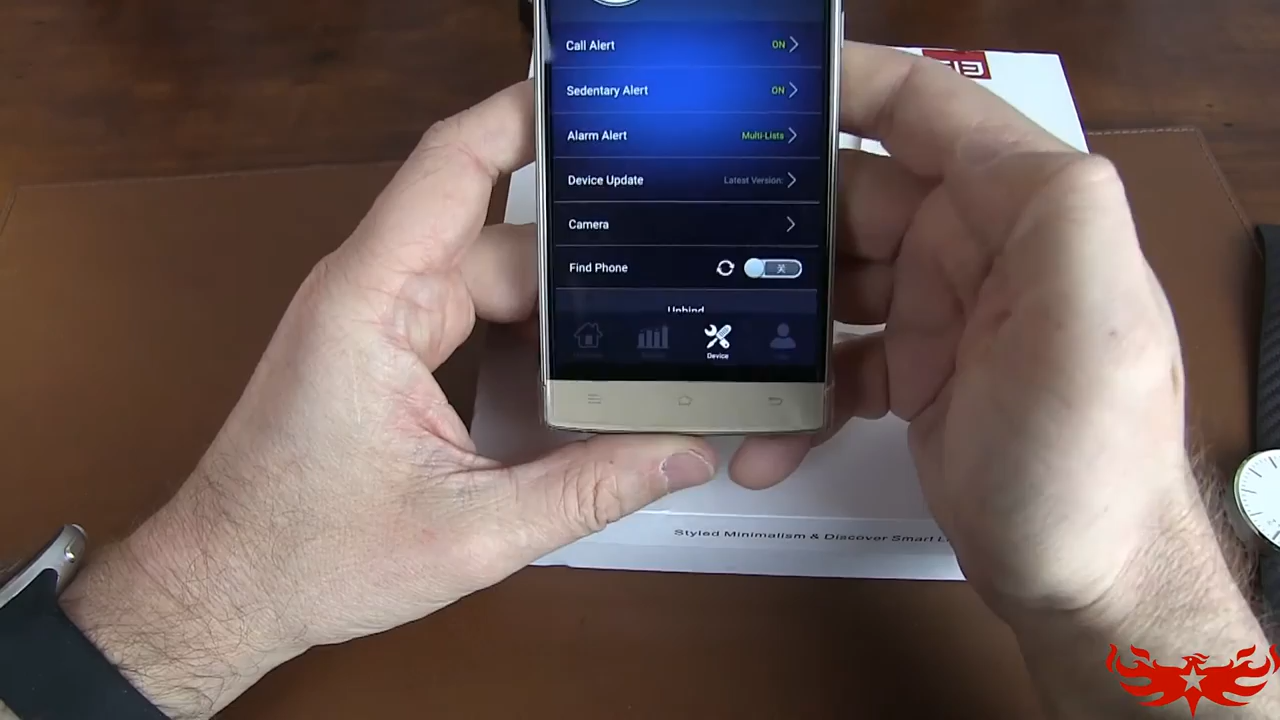 Call Alert ON
Sedentary Alert ON
Alarm Alert Multi-Lists
Device Update Latest Version:
Camera
Find Phone 关
Unbind
Device
Styled Minimalism & Discover Smart